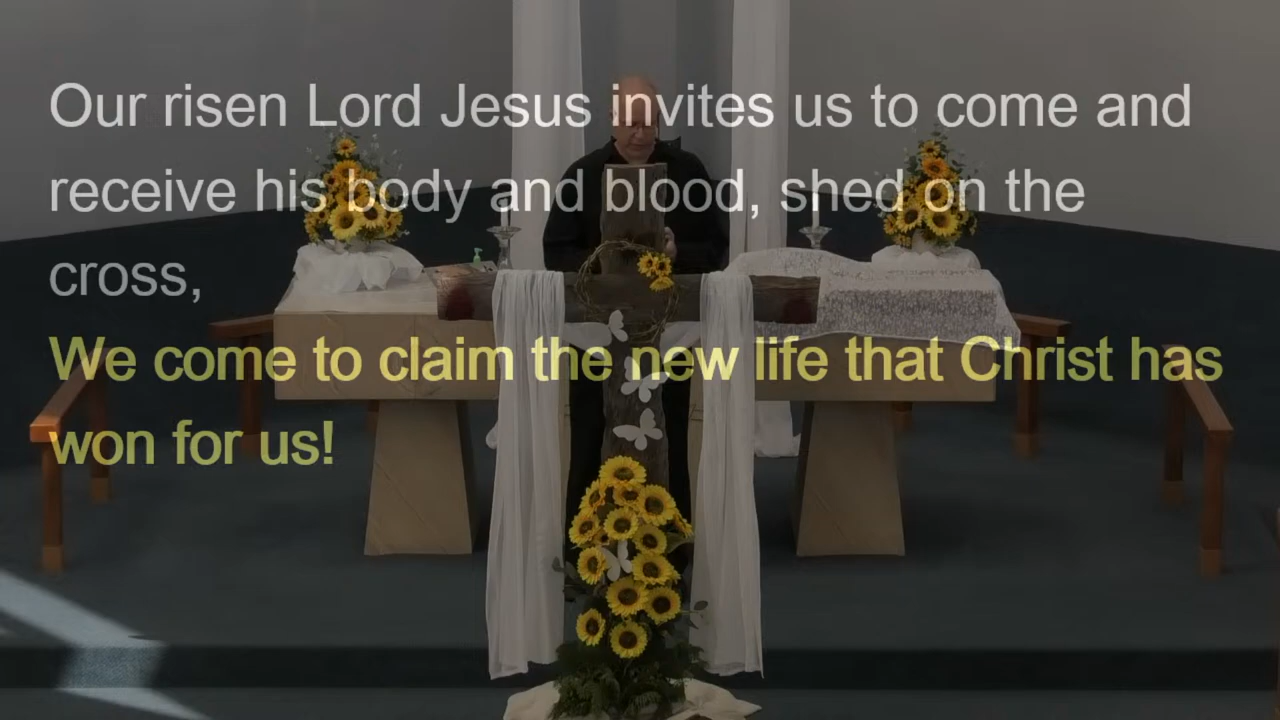 Our risen Lord Jesus invites us to come and
receive his body and blood, shed on the
cross,
We come to claim the new life that Christ has
won for us!